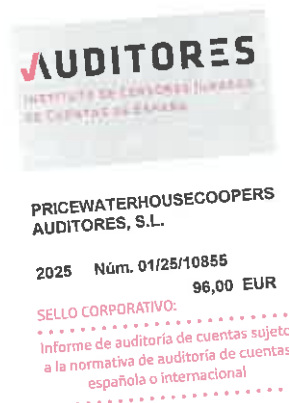 AUDITORES
INSTITUTO DE CENSORES JURADOS
DE CUENTAS DE ESPAÑA
PRICEWATERHOUSECOOPERS
AUDITORES, S.L.
2025 Núm. 01/25/10855
96,00 EUR
SELLO CORPORATIVO:
Informe de auditoría de cuentas sujeto
a la normativa de auditoría de cuentas
española o internacional